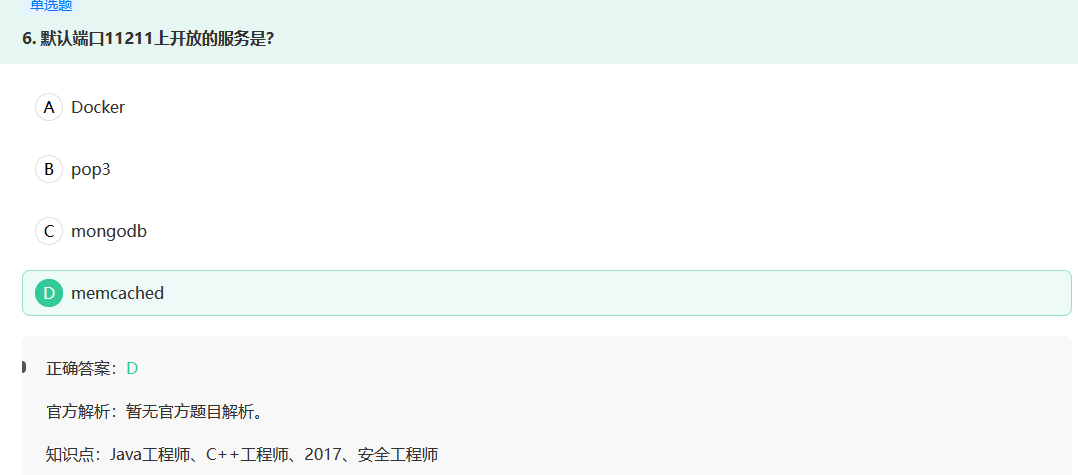 单选题
6. 默认端口11211上开放的服务是?
A Docker
B pop3
C mongodb
D memcached
正确答案：D
官方解析：暂无官方题目解析。
知识点：Java工程师、C++工程师、2017、安全工程师